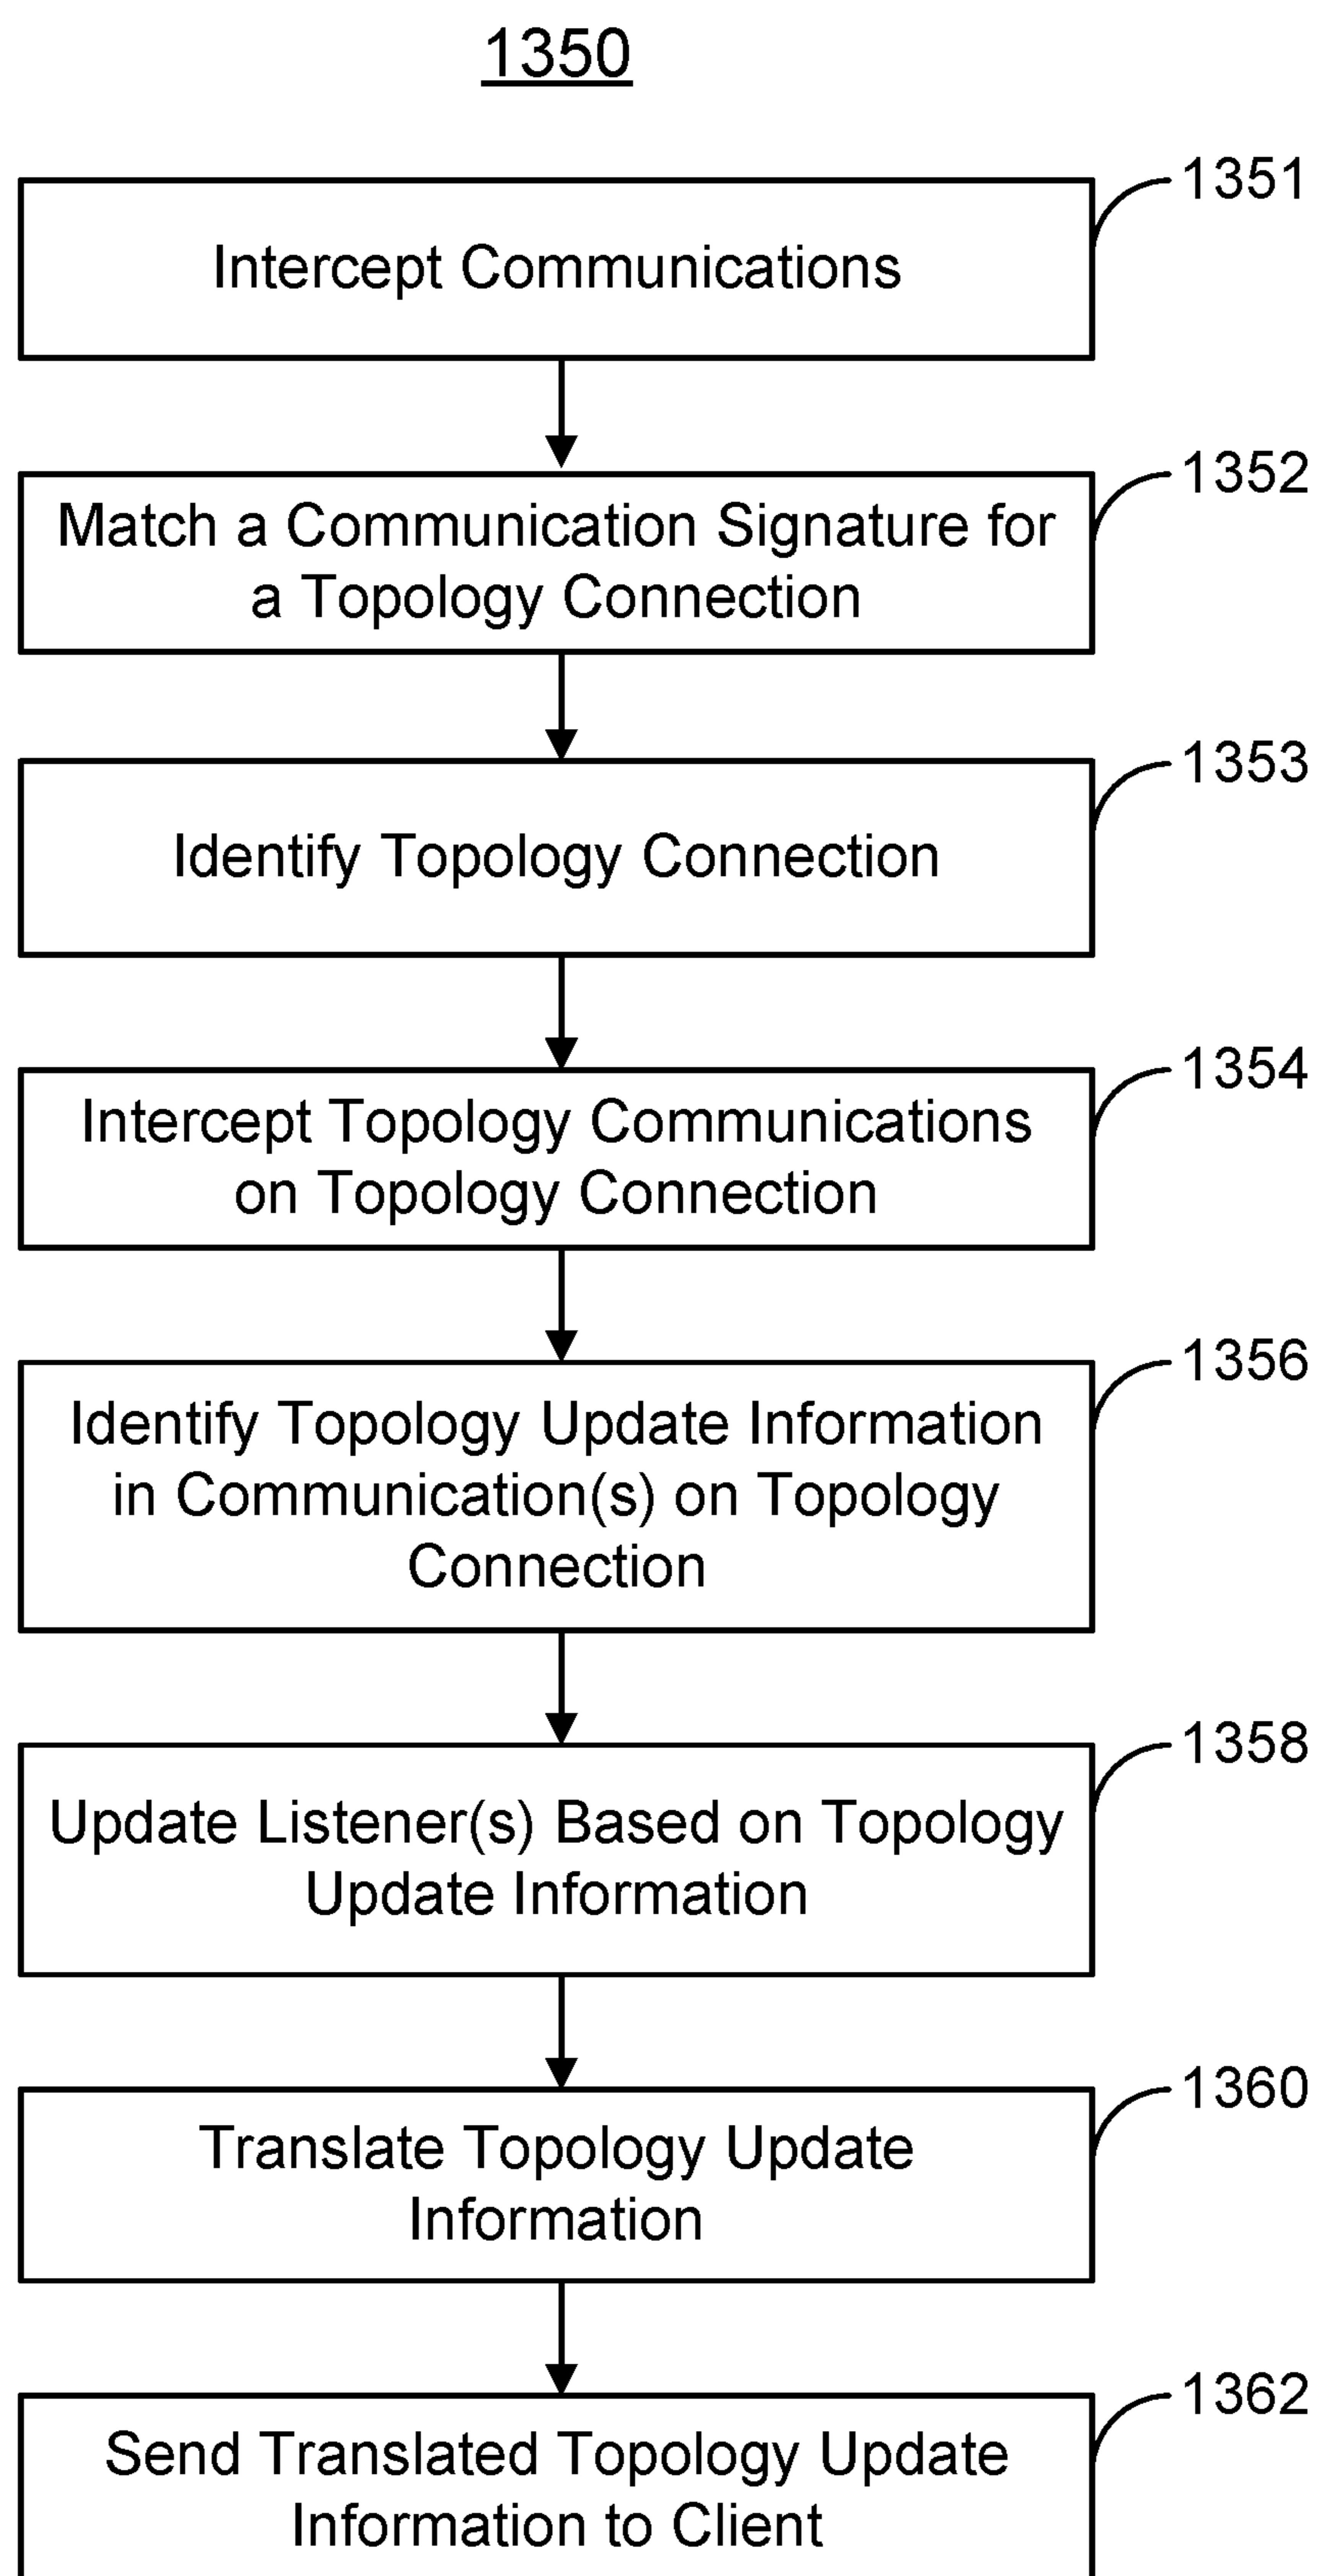 1350
1351
Intercept Communications
1352
Match a Communication Signature for
a Topology Connection
1353
Identify Topology Connection
1354
Intercept Topology Communications
on Topology Connection
1356
Identify Topology Update Information
in Communication(s) on Topology
Connection
1358
Update Listener(s) Based on Topology
Update Information
1360
Translate Topology Update
Information
1362
Send Translated Topology Update
Information to Client